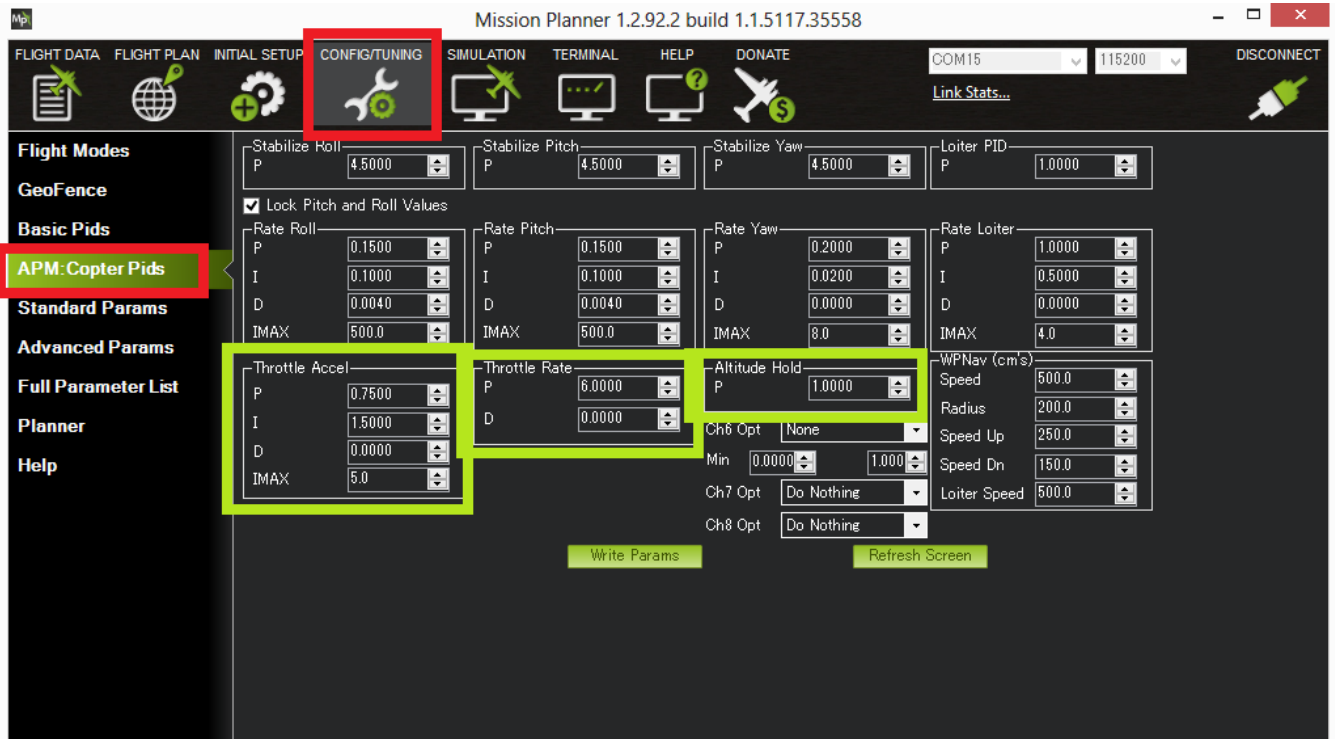 Mp
Mission Planner 1.2.92.2 build 1.1.5117.35558
FLIGHT DATA FLIGHT PLAN INITIAL SETUP CONFIG/TUNING SIMULATION TERMINAL HELP DONATE COM15 115200 DISCONNECT
Link Stats...
Flight Modes
GeoFence
Basic Pids
APM:Copter Pids
Standard Params
Advanced Params
Full Parameter List
Planner
Help
Stabilize Roll
P 4.5000
Stabilize Pitch
P 4.5000
Stabilize Yaw
P 4.5000
Loiter PID
P 1.0000
Lock Pitch and Roll Values
Rate Roll
P 0.1500
I 0.1000
D 0.0040
IMAX 500.0
Rate Pitch
P 0.1500
I 0.1000
D 0.0040
IMAX 500.0
Rate Yaw
P 0.2000
I 0.0200
D 0.0000
IMAX 8.0
Rate Loiter
P 1.0000
I 0.5000
D 0.0000
IMAX 4.0
Throttle Accel
P 0.7500
I 1.5000
D 0.0000
IMAX 5.0
Throttle Rate
P 6.0000
D 0.0000
Altitude Hold
P 1.0000
Ch6 Opt None
Min 0.0000 1.000
Ch7 Opt Do Nothing
Ch8 Opt Do Nothing
WPNav (cm's)
Speed 500.0
Radius 200.0
Speed Up 250.0
Speed Dn 150.0
Loiter Speed 500.0
Write Params Refresh Screen